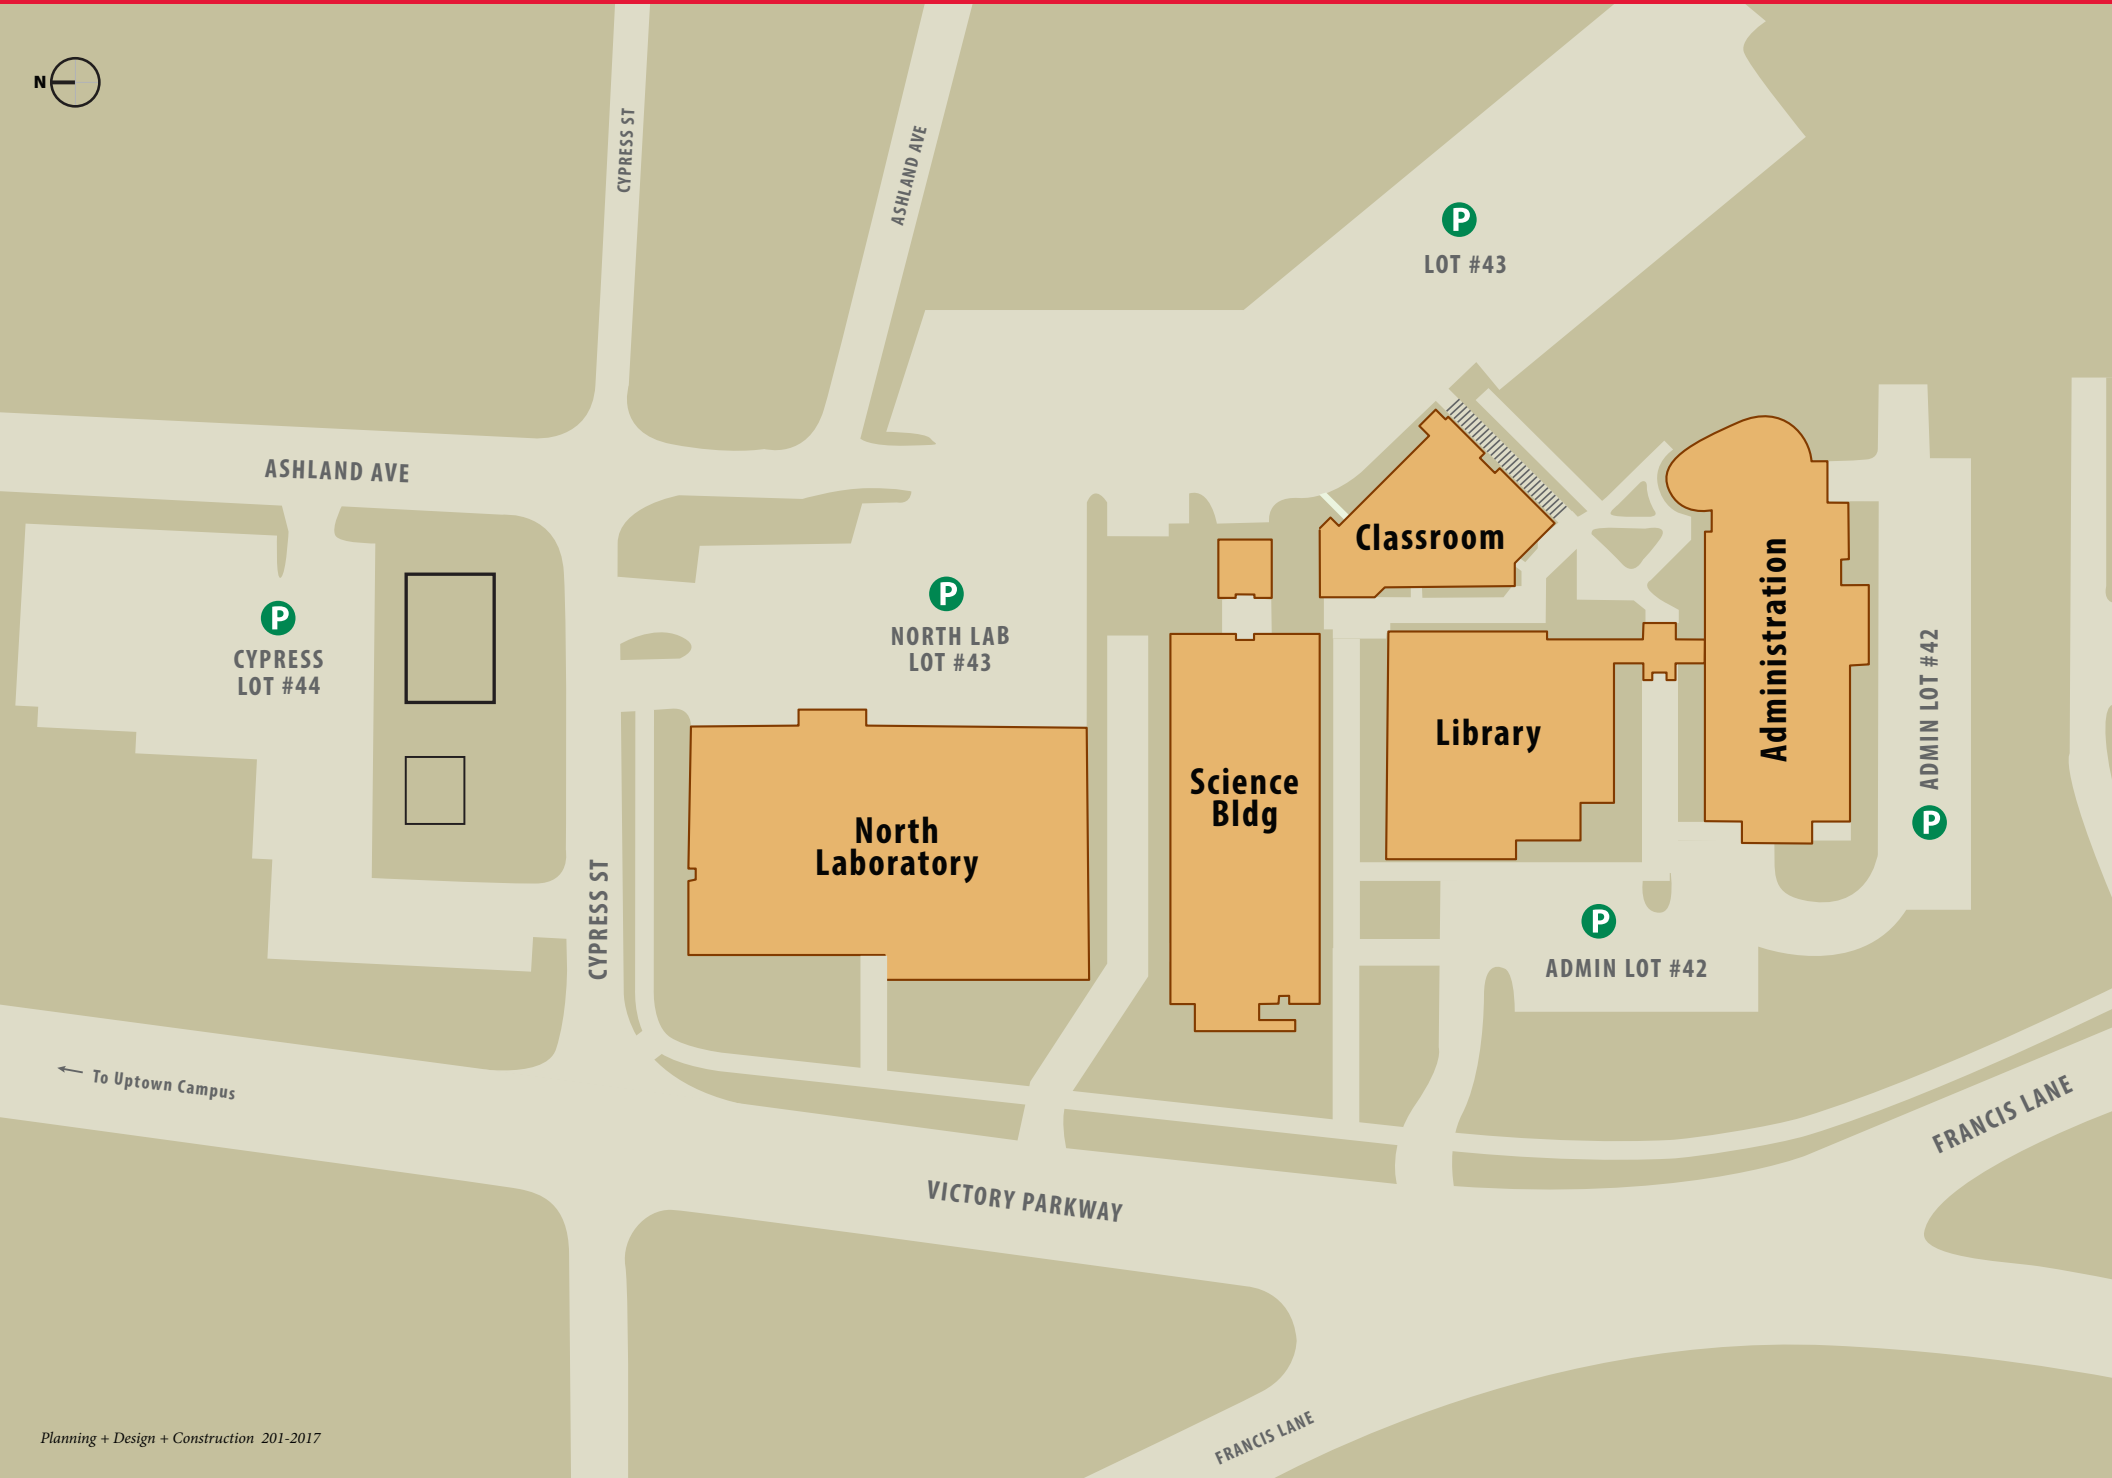 N
CYPRESS ST
ASHLAND AVE
P
LOT #43
ASHLAND AVE
Classroom
P
CYPRESS
LOT #44
P
NORTH LAB
LOT #43
Administration
ADMIN LOT #42
P
Library
Science
Bldg
North
Laboratory
CYPRESS ST
P
ADMIN LOT #42
To Uptown Campus
FRANCIS LANE
VICTORY PARKWAY
FRANCIS LANE
Planning + Design + Construction 201-2017